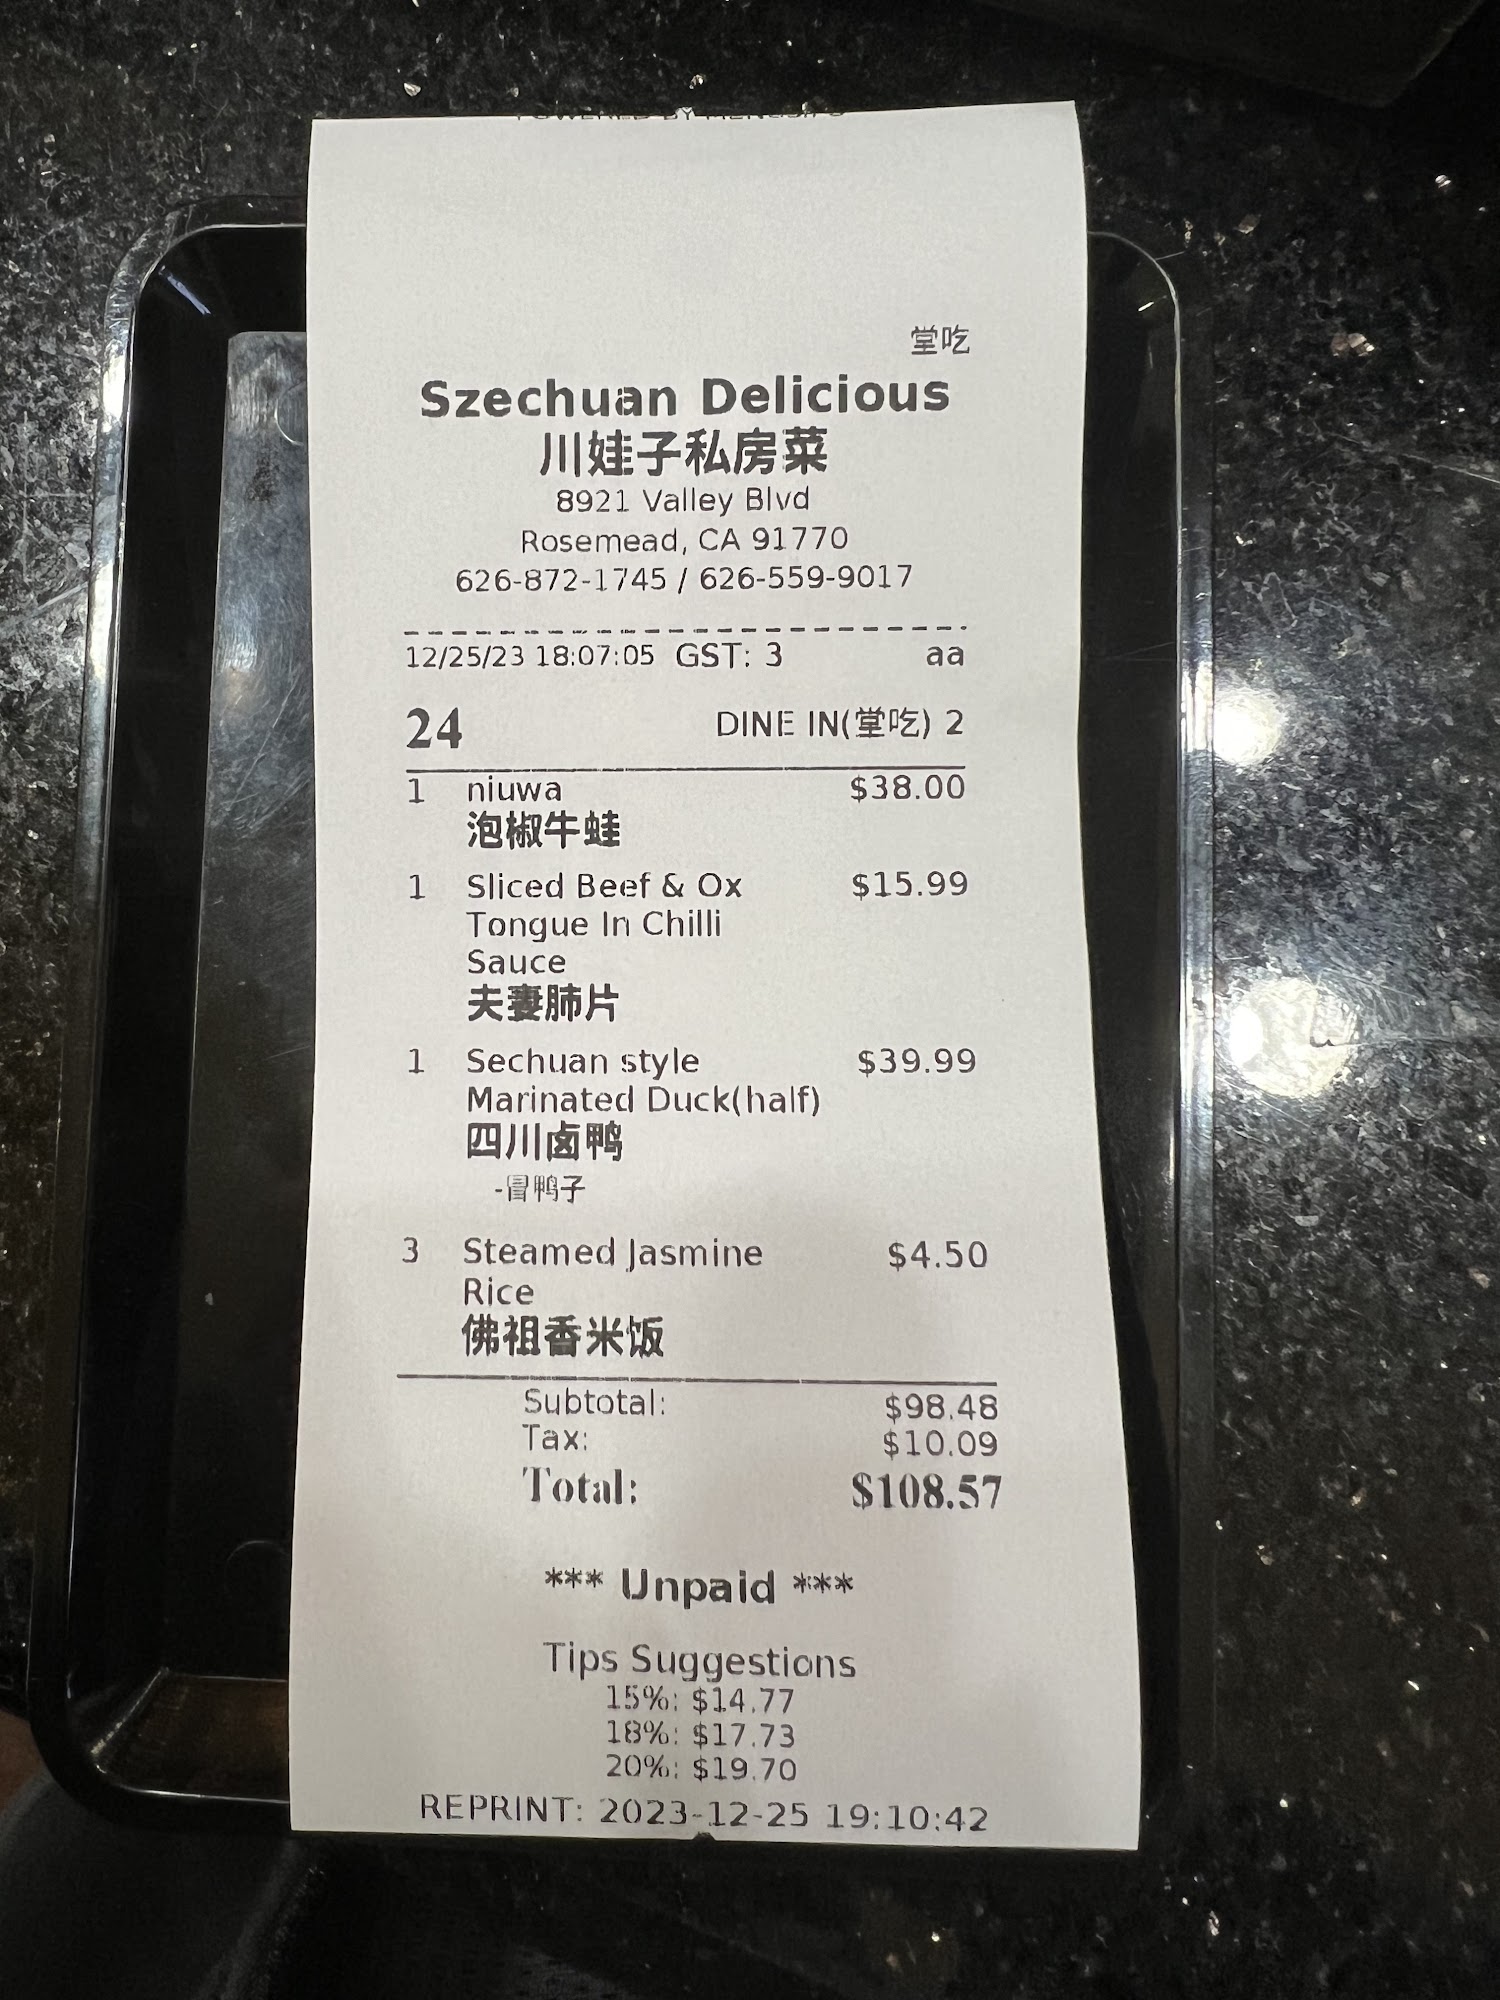 POWERED BY MENUSIFU
堂吃
Szechuan Delicious
川娃子私房菜
8921 Valley Blvd
Rosemead, CA 91770
626-872-1745 / 626-559-9017
12/25/23 18:07:05 GST: 3 aa
24 DINE IN(堂吃) 2
1 niuwa $38.00
泡椒牛蛙
1 Sliced Beef & Ox $15.99
Tongue In Chilli
Sauce
夫妻肺片
1 Sechuan style $39.99
Marinated Duck(half)
四川卤鸭
-冒鸭子
3 Steamed Jasmine $4.50
Rice
佛祖香米饭
Subtotal: $98.48
Tax: $10.09
Total: $108.57
*** Unpaid ***
Tips Suggestions
15%: $14.77
18%: $17.73
20%: $19.70
REPRINT: 2023-12-25 19:10:42